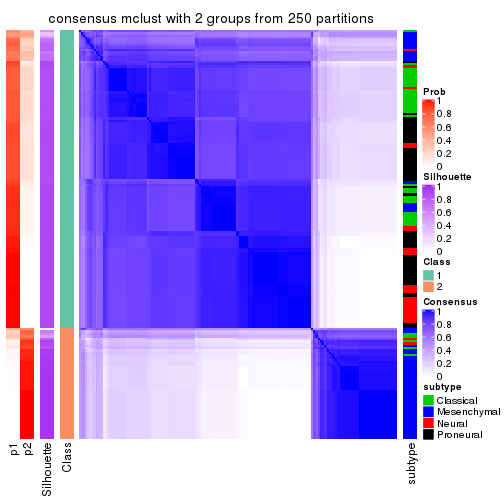 consensus mclust with 2 groups from 250 partitions
Prob
1
0.8
0.6
0.4
0.2
0
Silhouette
1
0.8
0.6
0.4
0.2
0
Class
1
2
Consensus
1
0.8
0.6
0.4
0.2
0
subtype
Classical
Mesenchymal
Neural
Proneural
p1
p2
Silhouette
Class
subtype